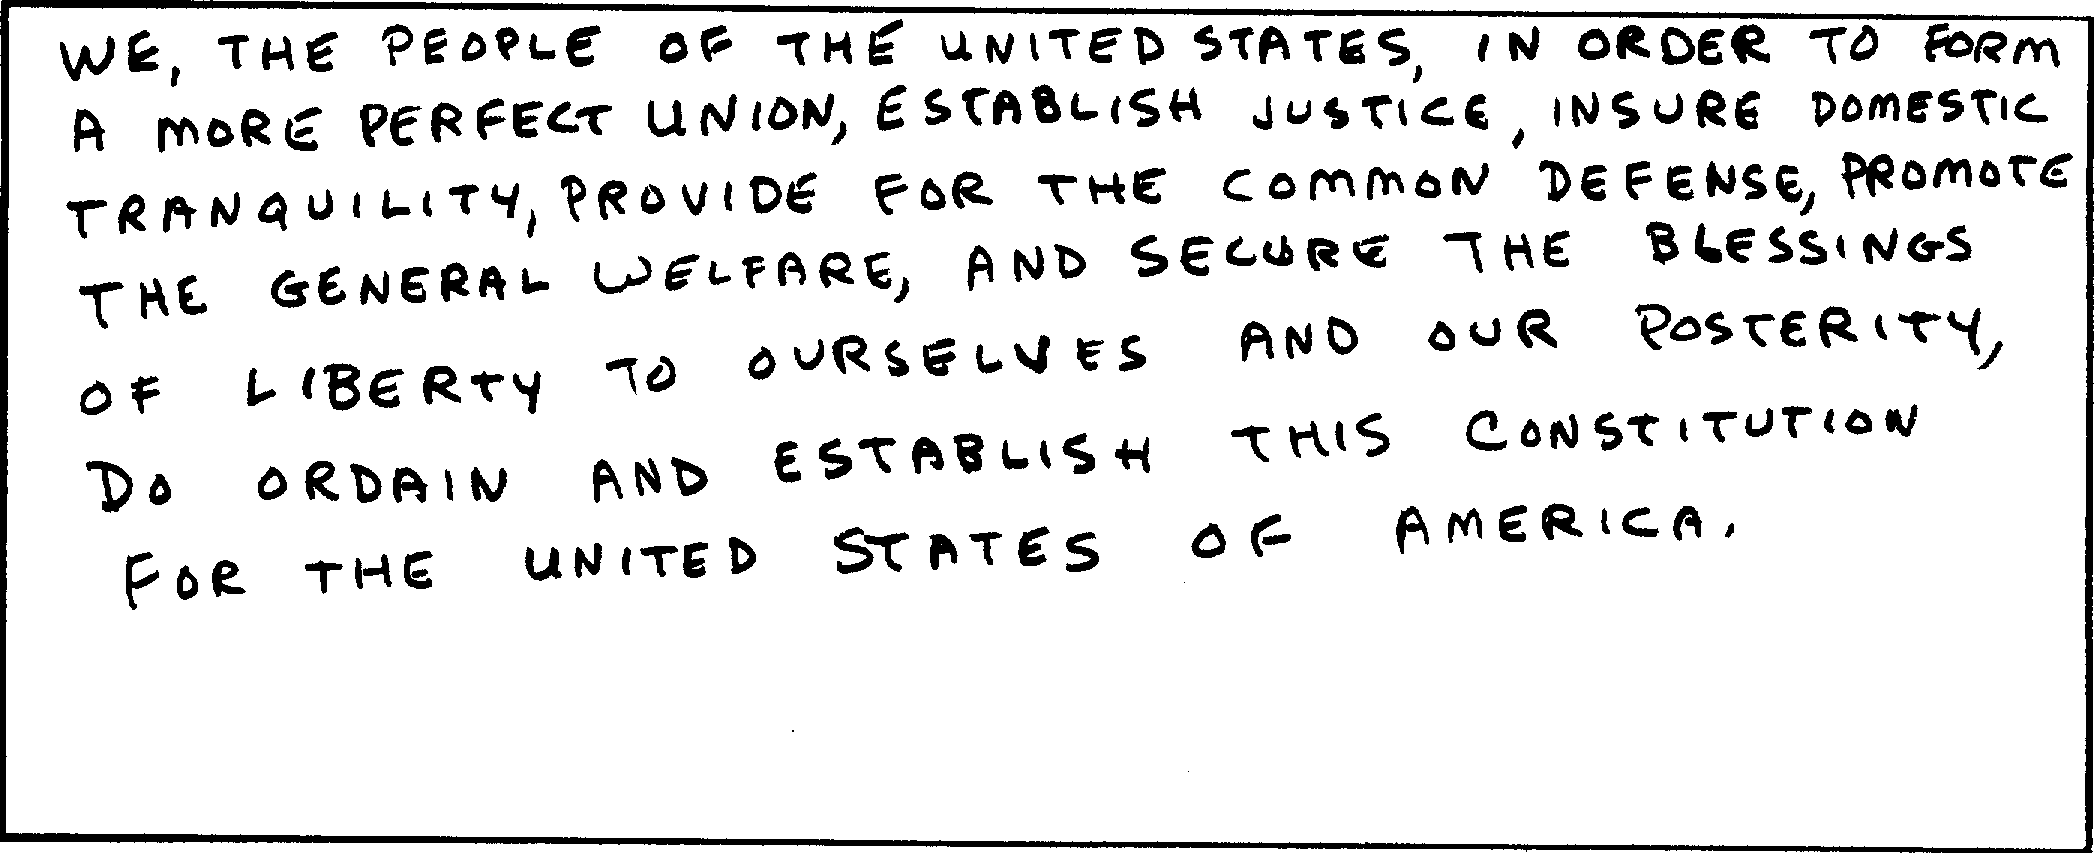 WE, THE PEOPLE OF THE UNITED STATES, IN ORDER TO FORM
A MORE PERFECT UNION, ESTABLISH JUSTICE, INSURE DOMESTIC
TRANQUILITY, PROVIDE FOR THE COMMON DEFENSE, PROMOTE
THE GENERAL WELFARE, AND SECURE THE BLESSINGS
OF LIBERTY TO OURSELVES AND OUR POSTERITY,
DO ORDAIN AND ESTABLISH THIS CONSTITUTION
FOR THE UNITED STATES OF AMERICA.